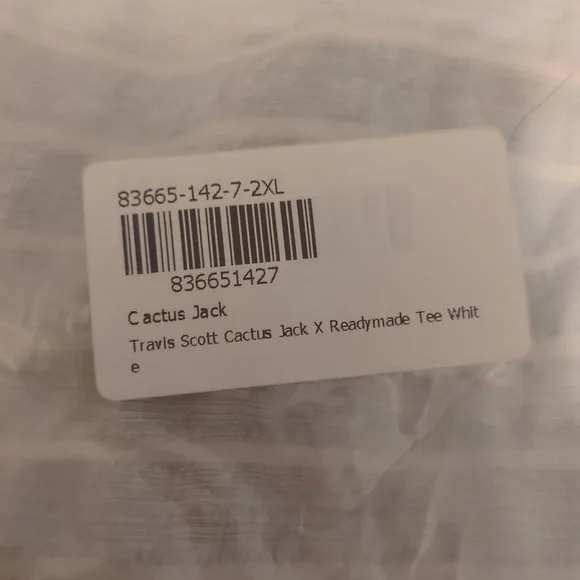 83665-142-7-2XL
836651427
Cactus Jack
Travis Scott Cactus Jack X Readymade Tee Whit
e